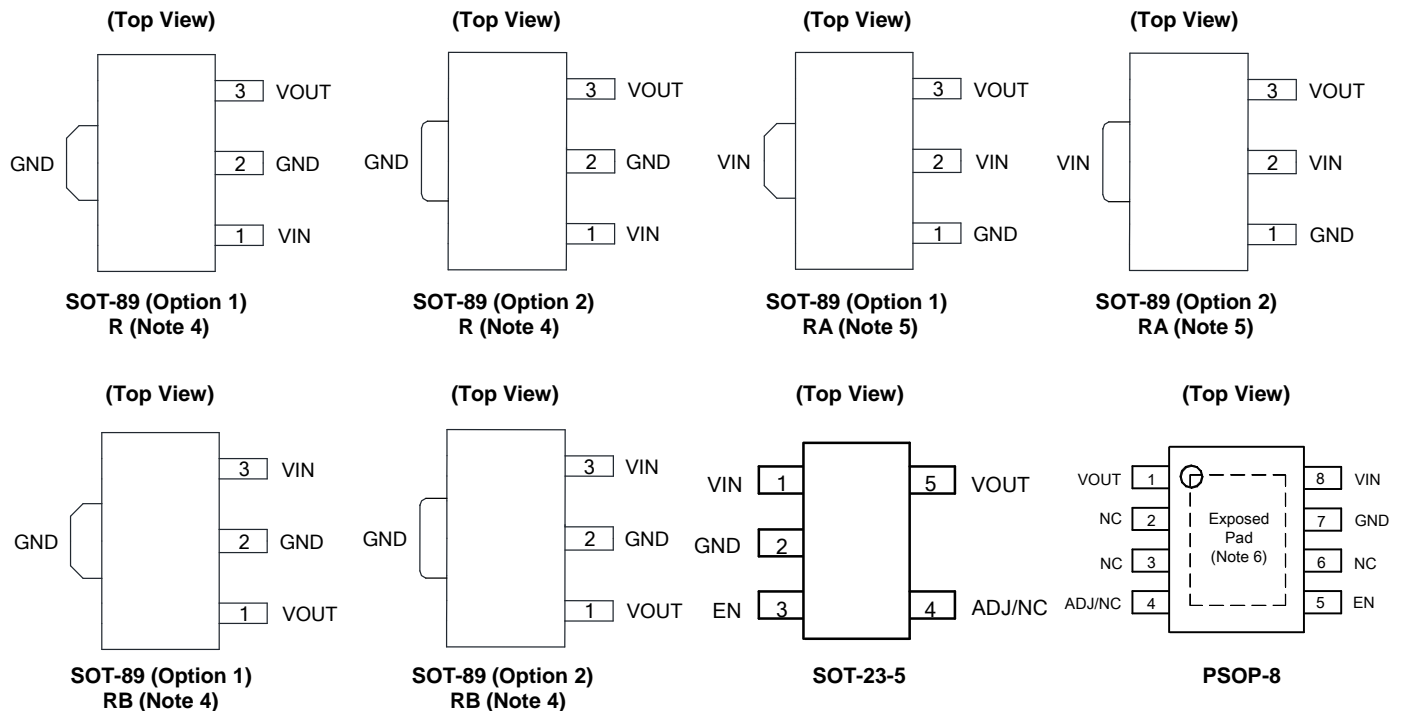 (Top View)
3 VOUT
GND
2 GND
1 VIN
SOT-89 (Option 1)
R (Note 4)
(Top View)
3 VOUT
GND
2 GND
1 VIN
SOT-89 (Option 2)
R (Note 4)
(Top View)
3 VOUT
VIN
2 VIN
1 GND
SOT-89 (Option 1)
RA (Note 5)
(Top View)
3 VOUT
VIN
2 VIN
1 GND
SOT-89 (Option 2)
RA (Note 5)
(Top View)
3 VIN
GND
2 GND
1 VOUT
SOT-89 (Option 1)
RB (Note 4)
(Top View)
3 VIN
GND
2 GND
1 VOUT
SOT-89 (Option 2)
RB (Note 4)
(Top View)
VIN 1
5 VOUT
GND 2
EN 3
4 ADJ/NC
SOT-23-5
(Top View)
VOUT 1
8 VIN
NC 2
7 GND
NC 3
6 NC
ADJ/NC 4
5 EN
Exposed
Pad
(Note 6)
PSOP-8